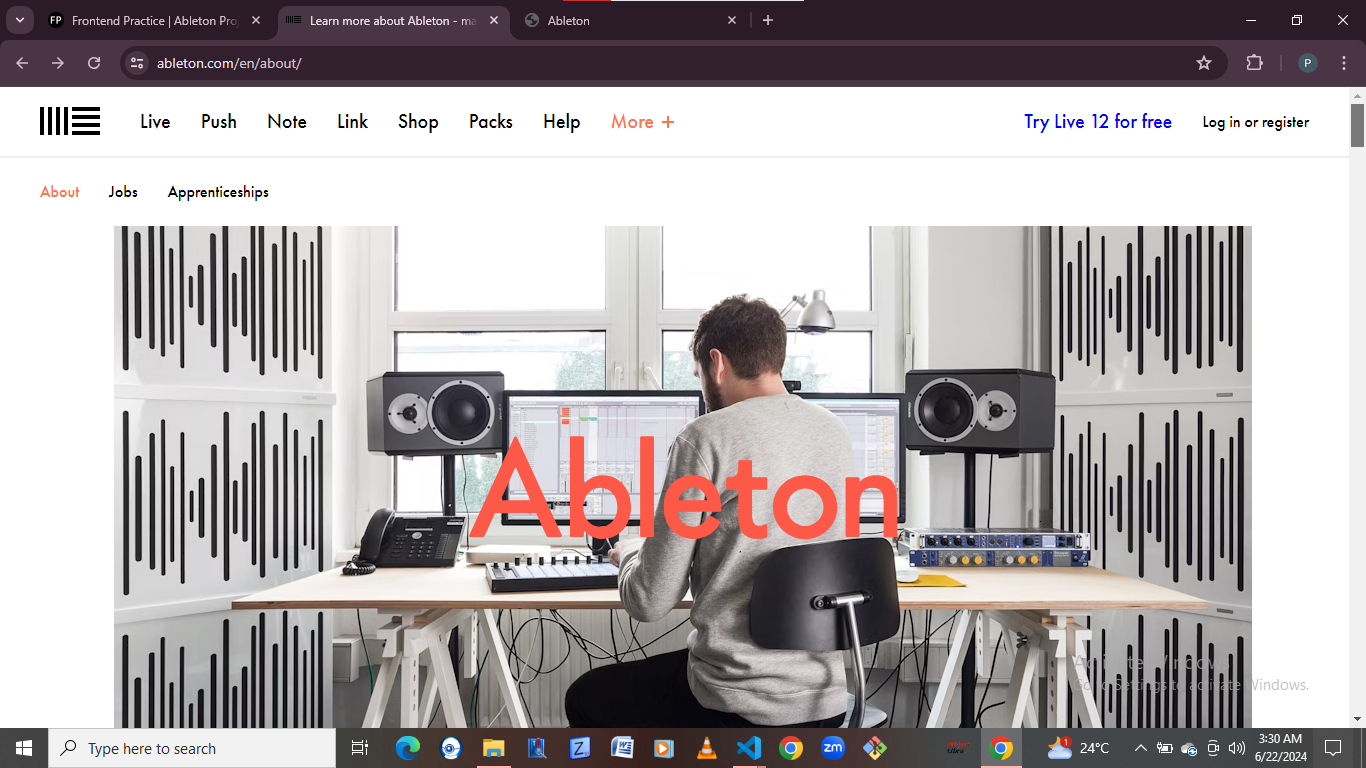 Frontend Practice | Ableton Pro
Learn more about Ableton - ma
Ableton
ableton.com/en/about/
P
Live Push Note Link Shop Packs Help More + Try Live 12 for free Log in or register
About Jobs Apprenticeships
Ableton
Activate Windows
Go to Settings to activate Windows.
Type here to search
24°C
3:30 AM
6/22/2024